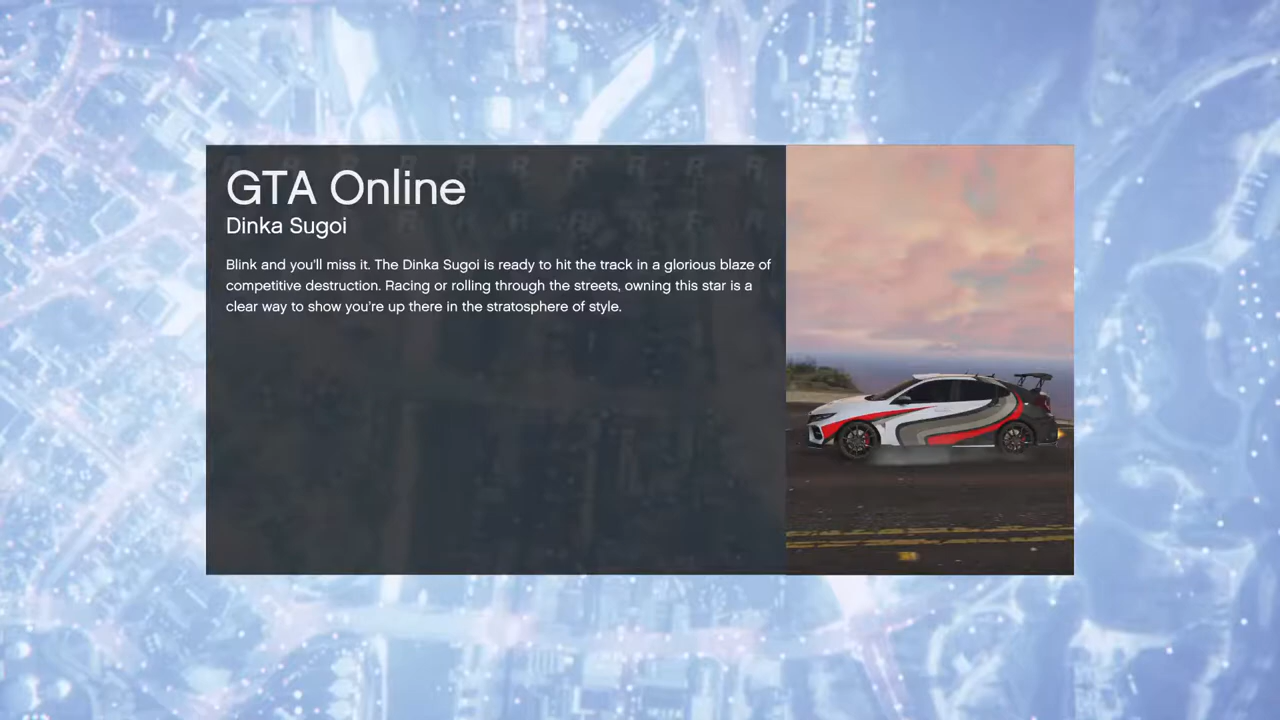 GTA Online
Dinka Sugoi
Blink and you'll miss it. The Dinka Sugoi is ready to hit the track in a glorious blaze of
competitive destruction. Racing or rolling through the streets, owning this star is a
clear way to show you're up there in the stratosphere of style.